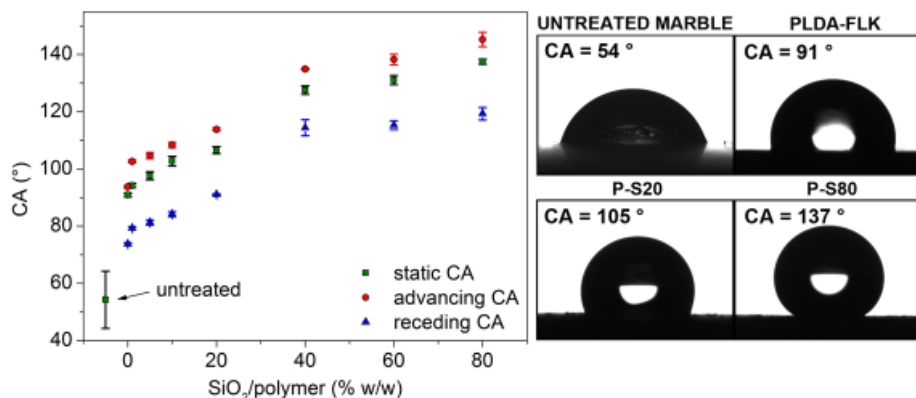 140
120
100
80
60
40
CA (°)
0
20
40
60
80
SiO₂/polymer (% w/w)
untreated
static CA
advancing CA
receding CA
UNTREATED MARBLE
PLDA-FLK
CA = 54 °
CA = 91 °
P-S20
P-S80
CA = 105 °
CA = 137 °